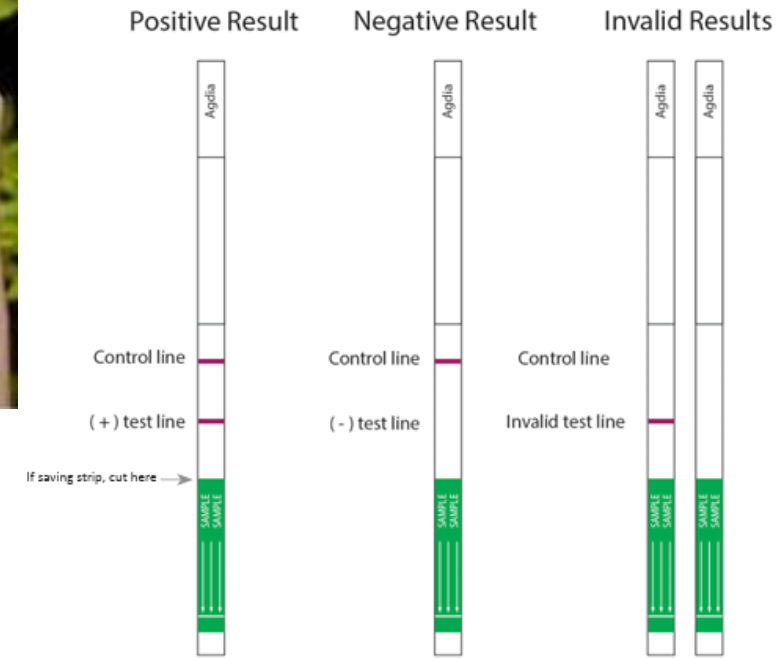 Positive Result
Negative Result
Invalid Results
Agdia
Agdia
Agdia
Agdia
Control line
Control line
Control line
( + ) test line
( - ) test line
Invalid test line
If saving strip, cut here
SAMPLE
SAMPLE
SAMPLE
SAMPLE
SAMPLE
SAMPLE
SAMPLE
SAMPLE